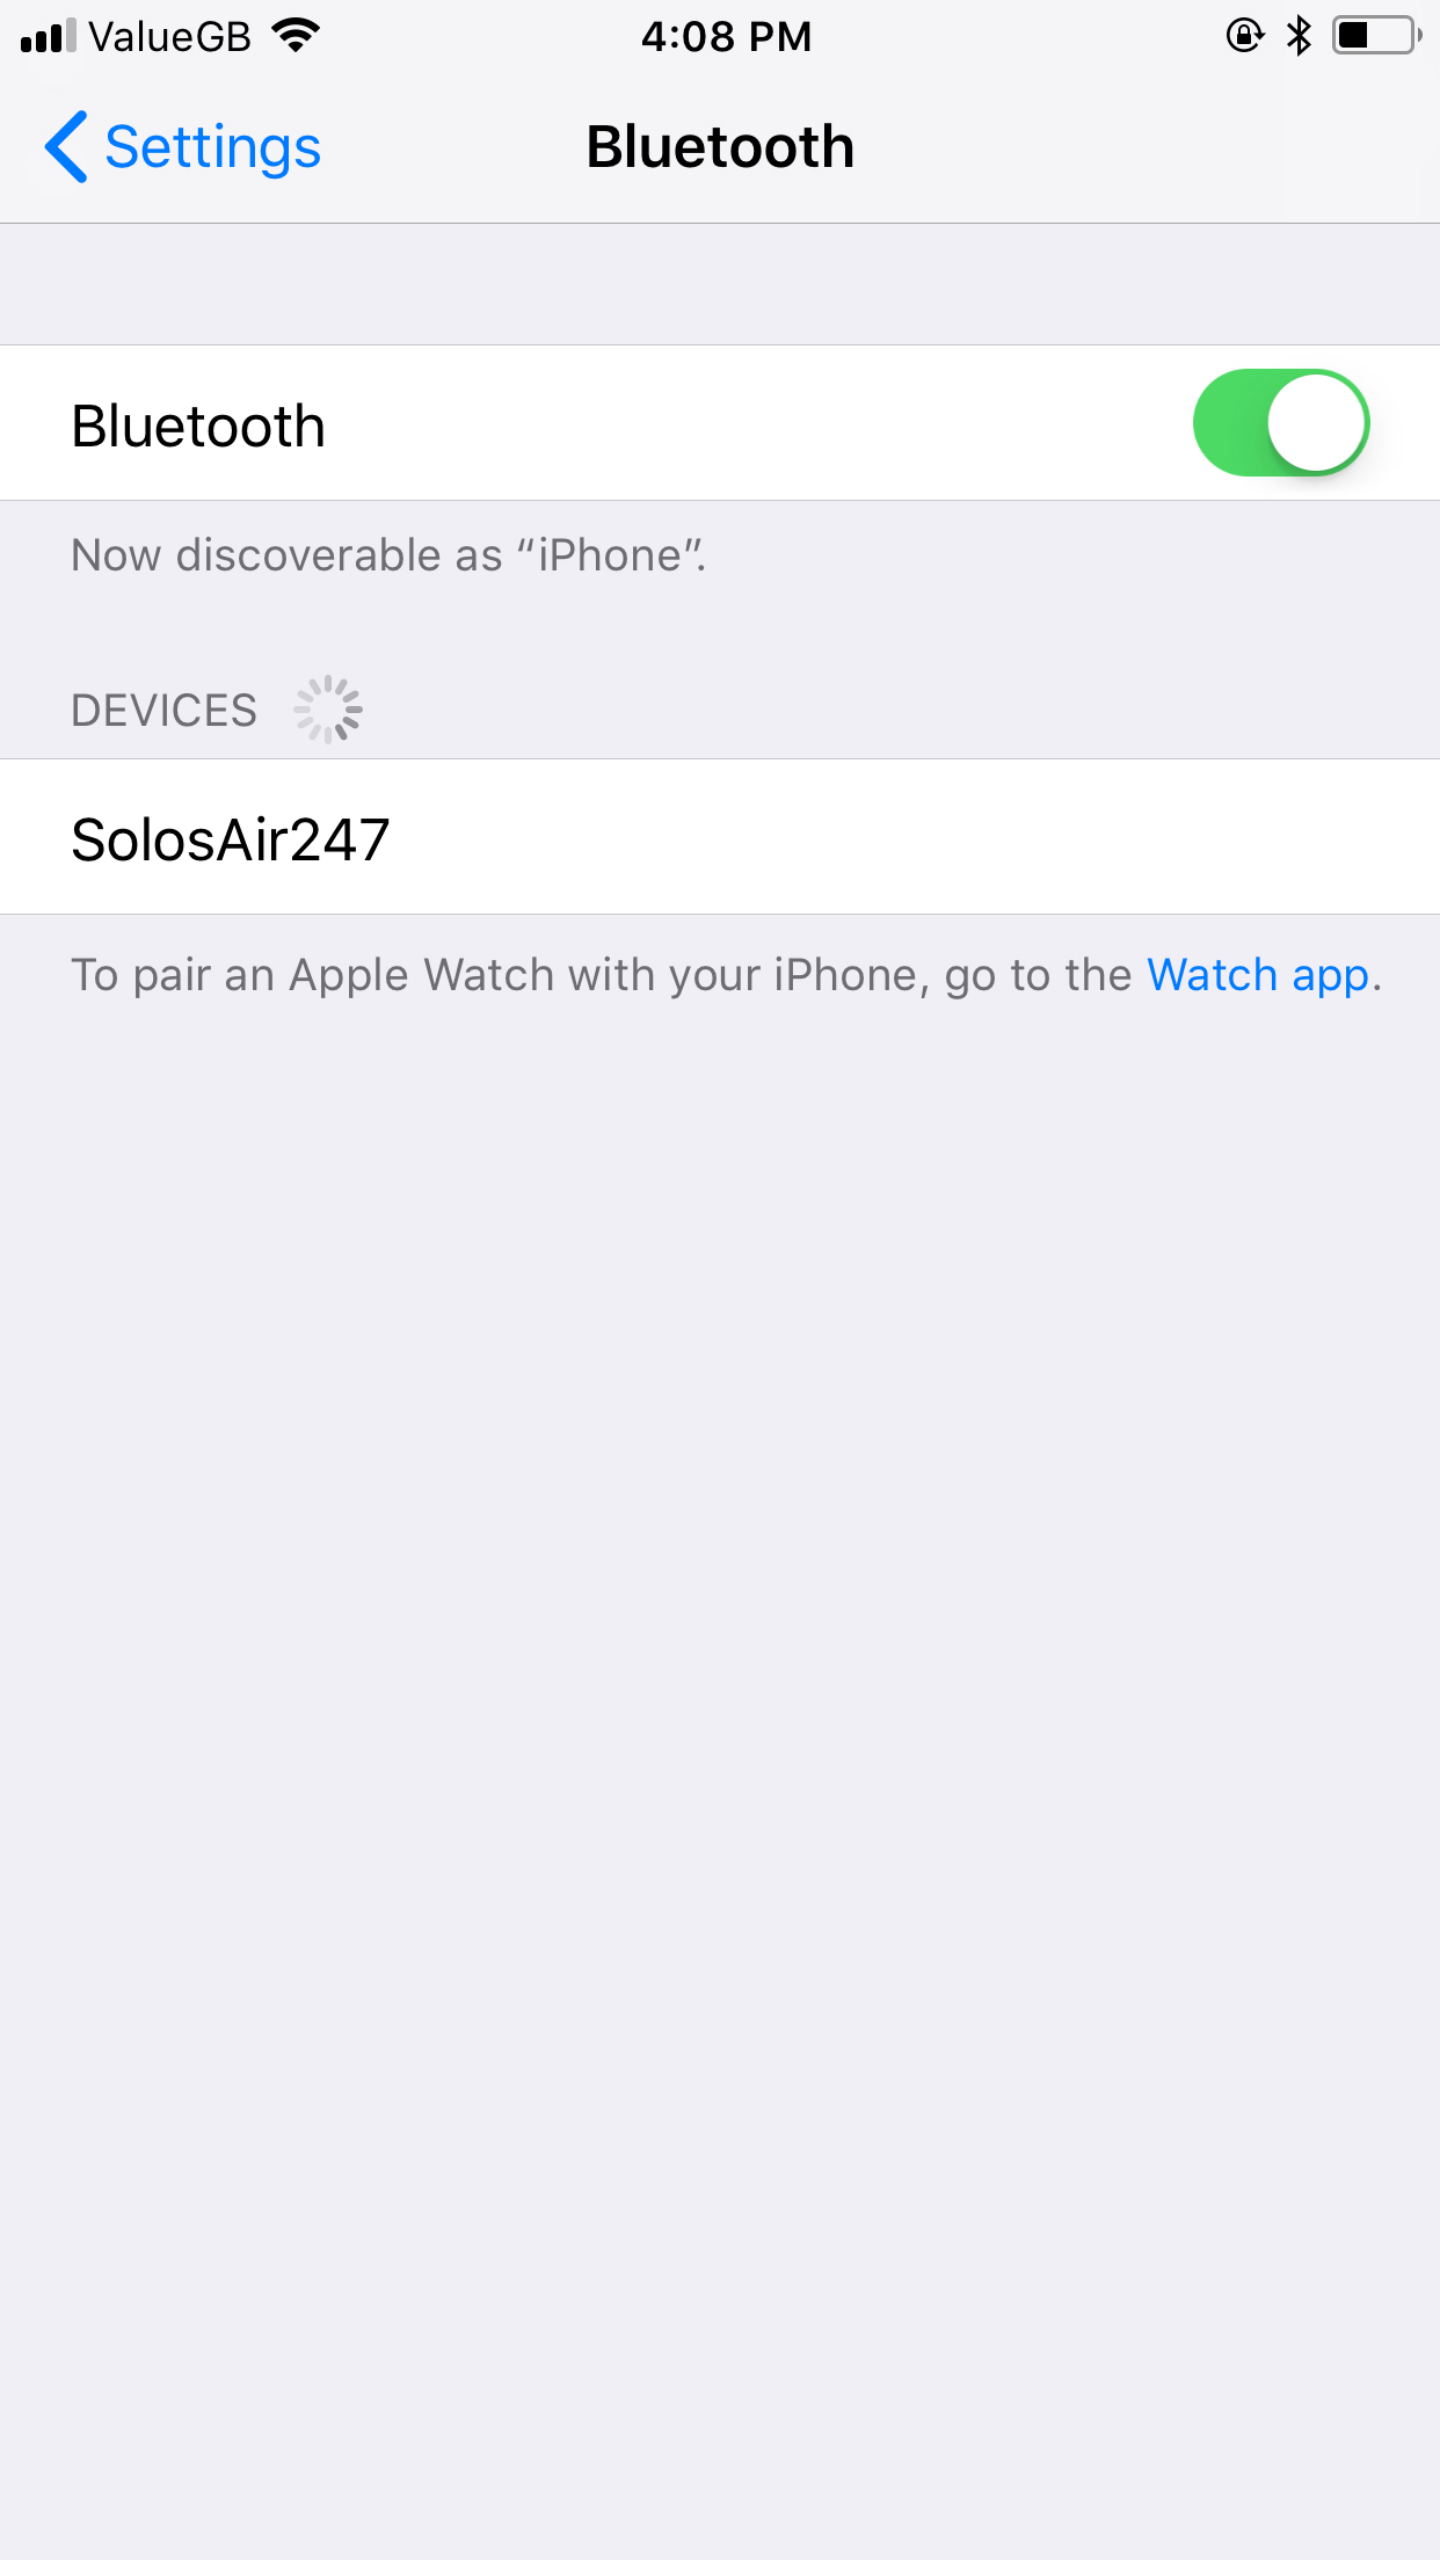 ValueGB 4:08 PM
Settings Bluetooth
Bluetooth
Now discoverable as “iPhone”.
DEVICES
SolosAir247
To pair an Apple Watch with your iPhone, go to the Watch app.